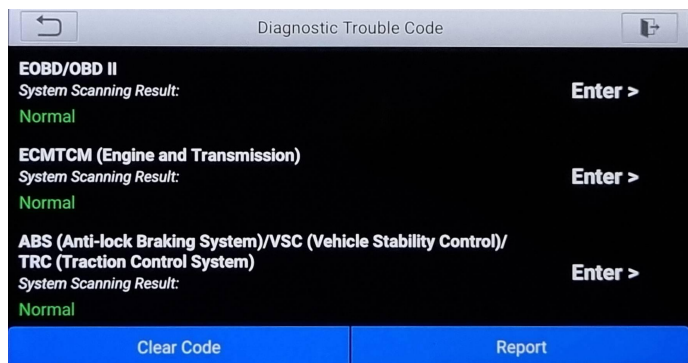 Diagnostic Trouble Code
EOBD/OBD II
System Scanning Result:
Enter >
Normal
ECMTCM (Engine and Transmission)
System Scanning Result:
Enter >
Normal
ABS (Anti-lock Braking System)/VSC (Vehicle Stability Control)/
TRC (Traction Control System)
System Scanning Result:
Enter >
Normal
Clear Code
Report